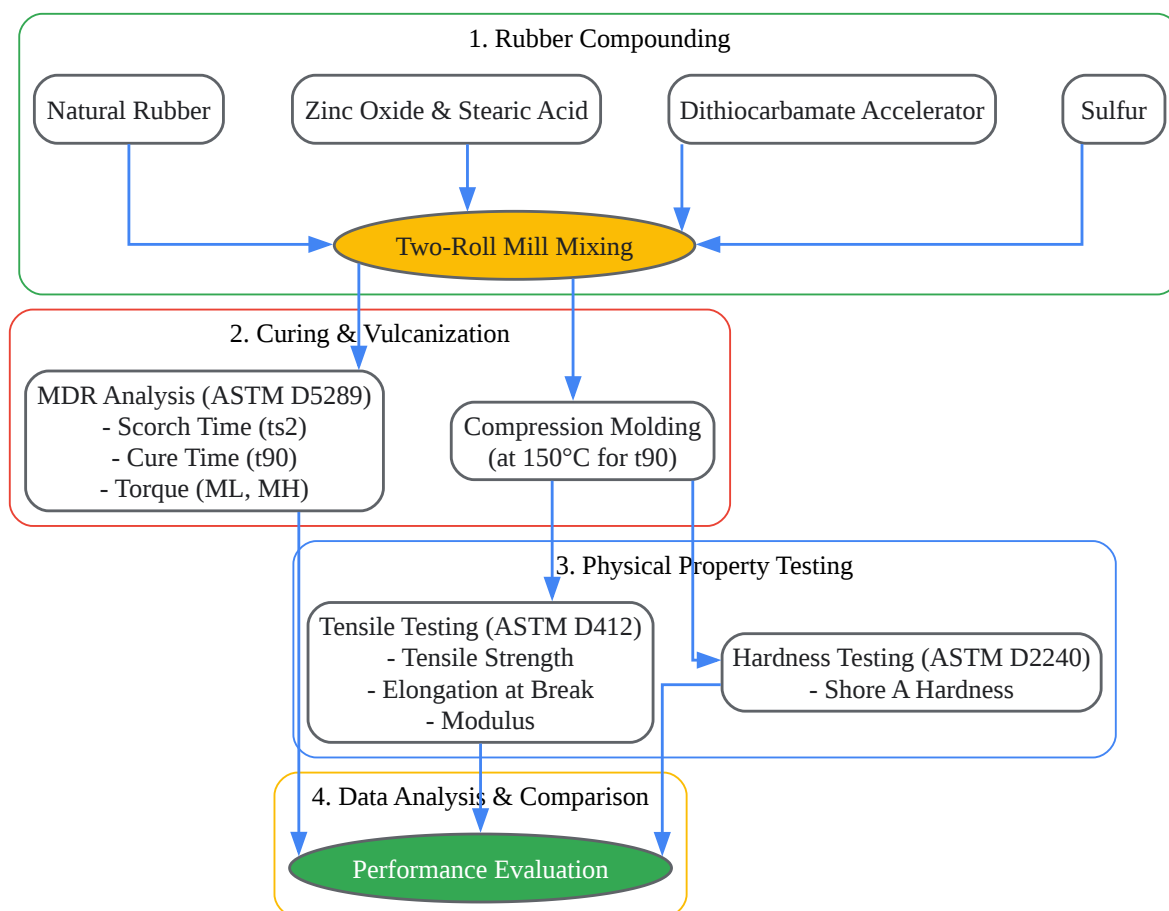 1. Rubber Compounding
Natural Rubber
Zinc Oxide & Stearic Acid
Dithiocarbamate Accelerator
Sulfur
Two-Roll Mill Mixing
2. Curing & Vulcanization
MDR Analysis (ASTM D5289)
- Scorch Time (ts2)
- Cure Time (t90)
- Torque (ML, MH)
Compression Molding
(at 150°C for t90)
3. Physical Property Testing
Tensile Testing (ASTM D412)
- Tensile Strength
- Elongation at Break
- Modulus
Hardness Testing (ASTM D2240)
- Shore A Hardness
4. Data Analysis & Comparison
Performance Evaluation